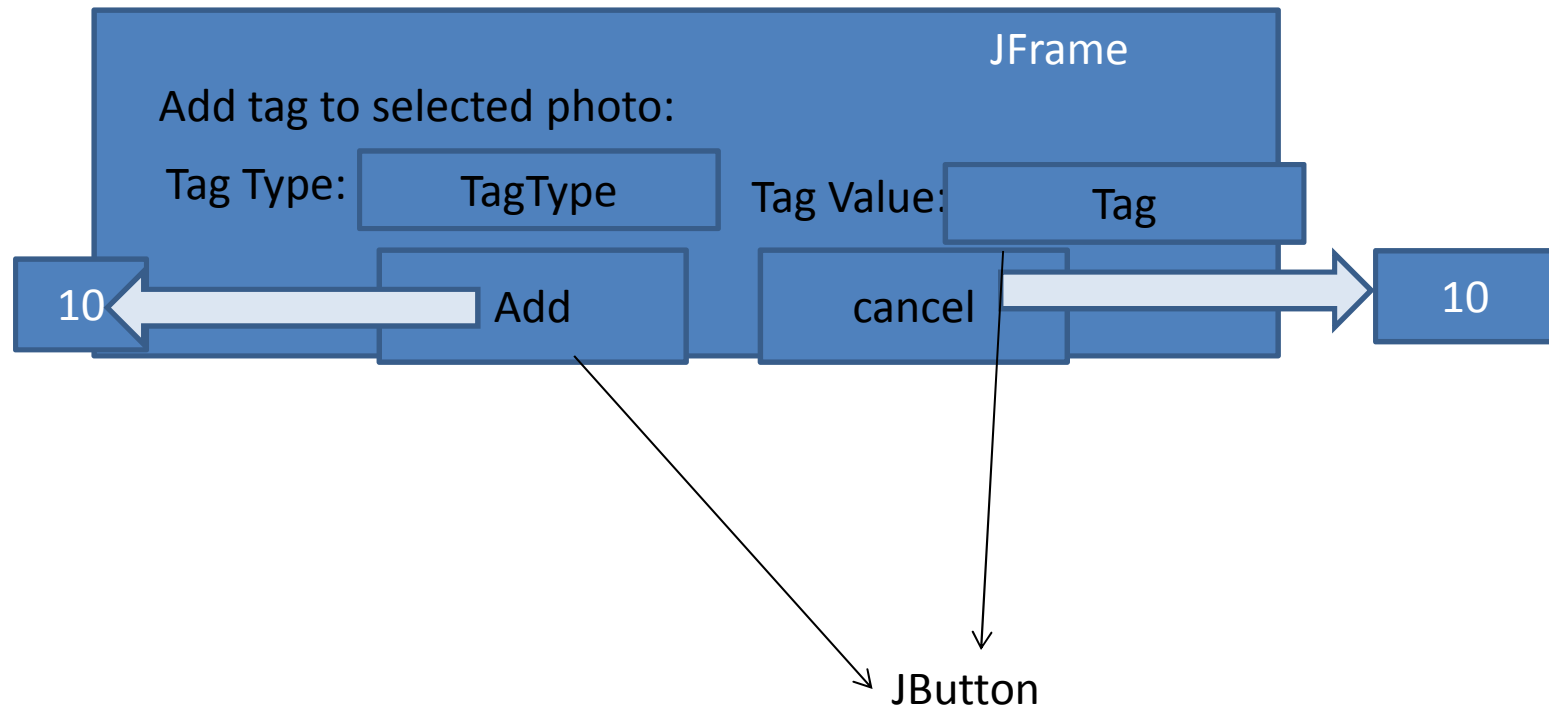 JFrame
Add tag to selected photo:
Tag Type: TagType Tag Value: Tag
10 Add cancel 10
JButton